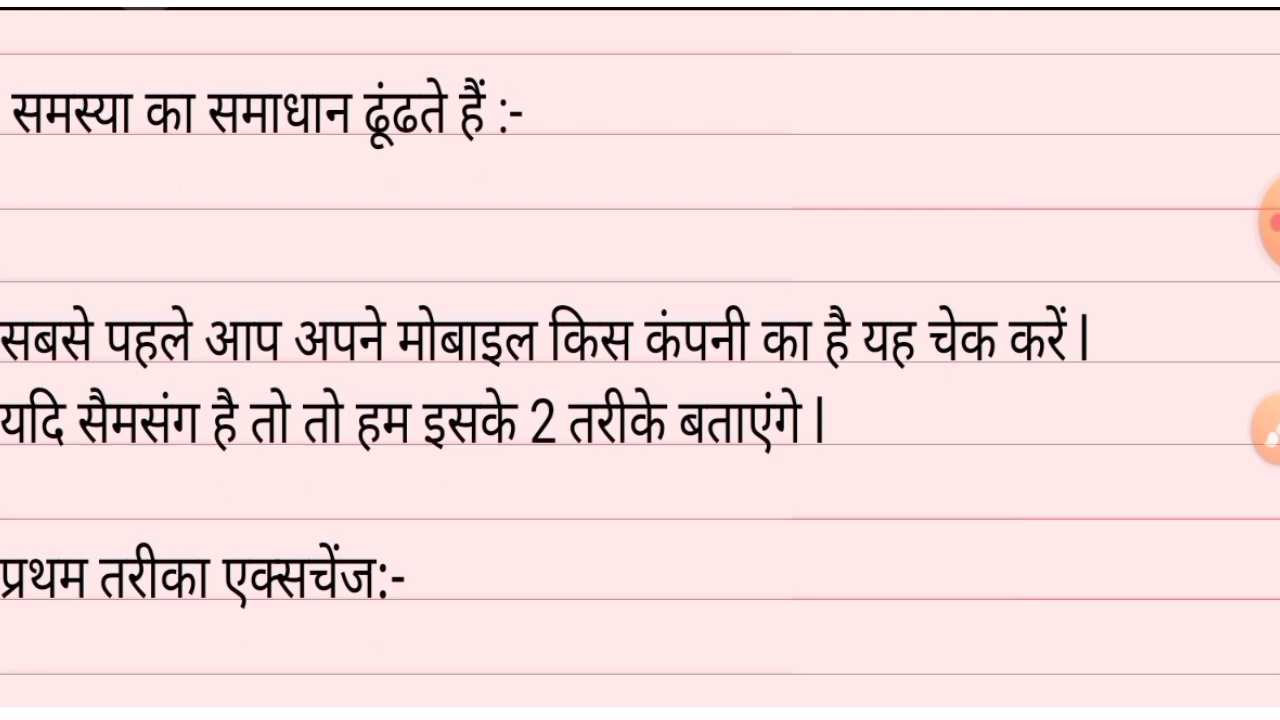 समस्या का समाधान ढूंढते हैं :-
सबसे पहले आप अपने मोबाइल किस कंपनी का है यह चेक करें |
यदि सैमसंग है तो तो हम इसके 2 तरीके बताएंगे |
प्रथम तरीका एक्सचेंज:-